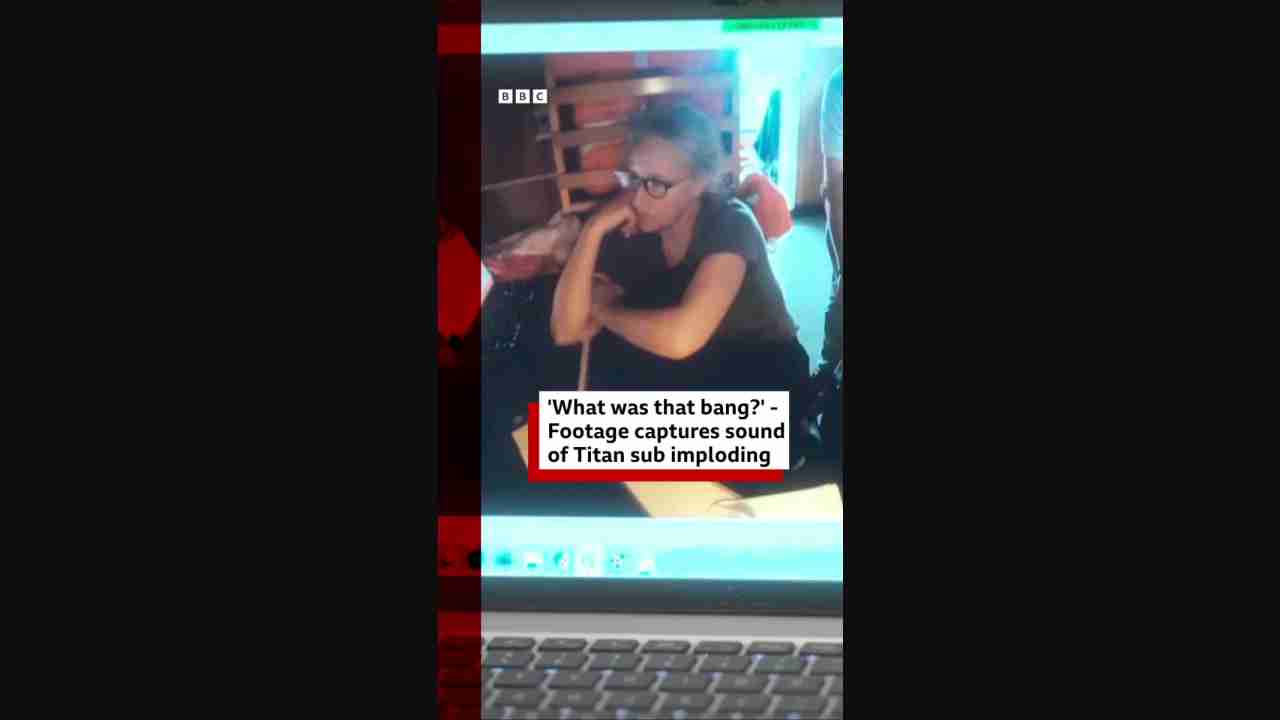 BBC
'What was that bang?' -
Footage captures sound
of Titan sub imploding